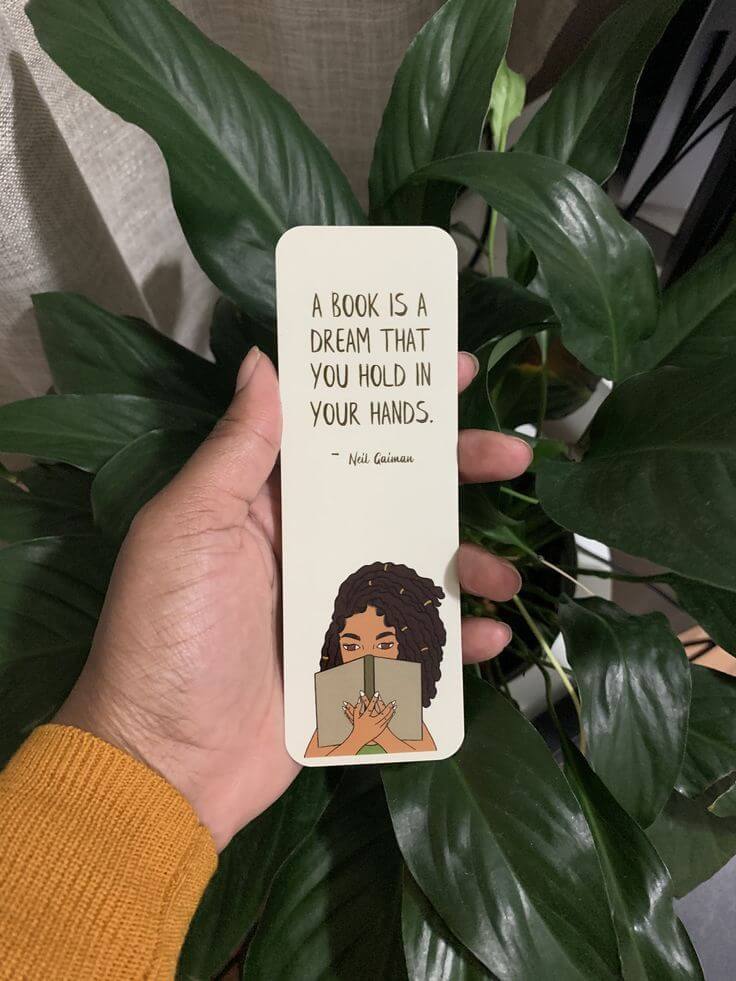 A BOOK IS A
DREAM THAT
YOU HOLD IN
YOUR HANDS.
- Neil Gaiman